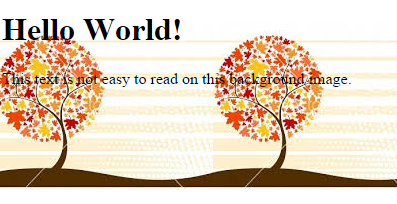 Hello World!
This text is not easy to read on this background image.